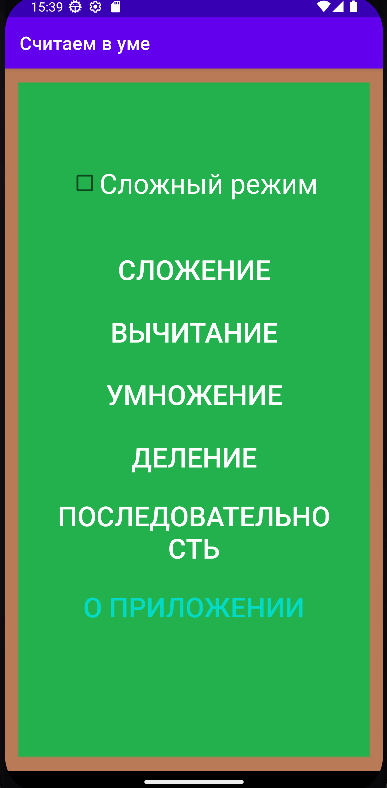 15:39
Считаем в уме
Сложный режим
СЛОЖЕНИЕ
ВЫЧИТАНИЕ
УМНОЖЕНИЕ
ДЕЛЕНИЕ
ПОСЛЕДОВАТЕЛЬНО
СТЬ
О ПРИЛОЖЕНИИ